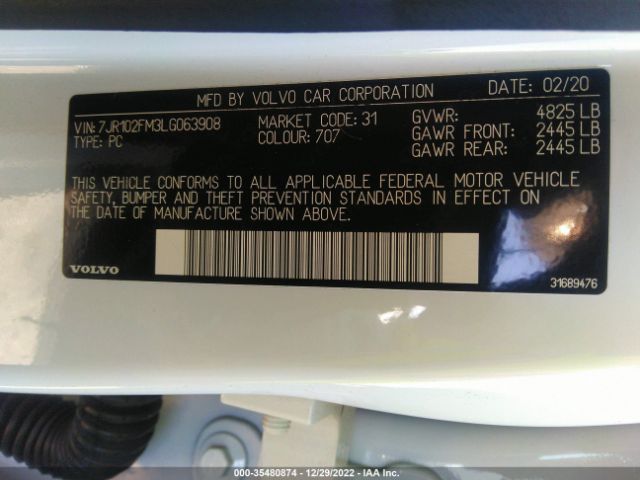 MFD BY VOLVO CAR CORPORATION DATE: 02/20
VIN: 7JR102FM3LG063908 MARKET CODE: 31 GVWR: 4825 LB
TYPE: PC COLOUR: 707 GAWR FRONT: 2445 LB
GAWR REAR: 2445 LB
THIS VEHICLE CONFORMS TO ALL APPLICABLE FEDERAL MOTOR VEHICLE
SAFETY, BUMPER AND THEFT PREVENTION STANDARDS IN EFFECT ON
THE DATE OF MANUFACTURE SHOWN ABOVE.
VOLVO 31689476
000-35480874 - 12/29/2022 - IAA Inc.